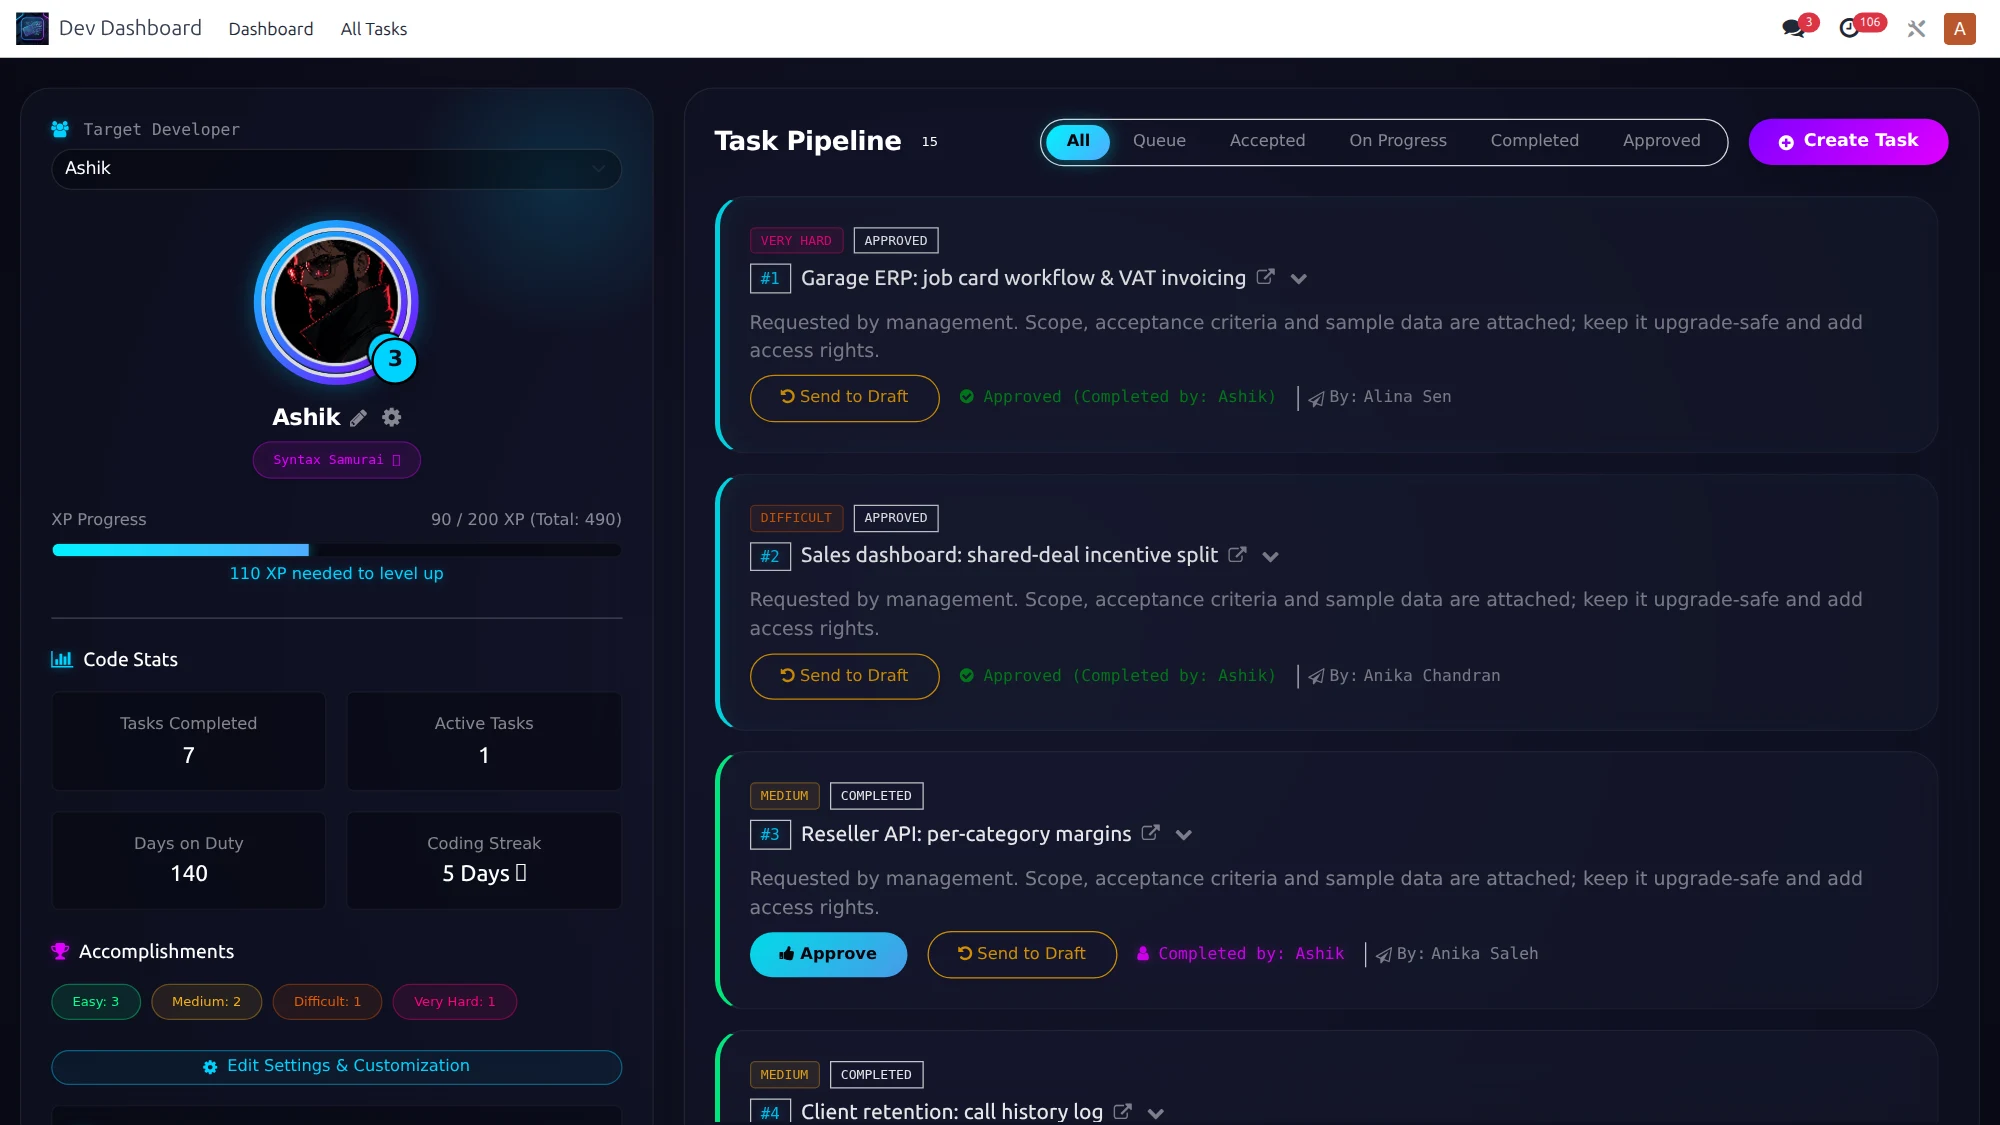 Dev Dashboard
Dashboard
All Tasks
3
106
A
Target Developer
Ashik
3
Ashik
Syntax Samurai
XP Progress
90 / 200 XP (Total: 490)
110 XP needed to level up
Code Stats
Tasks Completed
7
Active Tasks
1
Days on Duty
140
Coding Streak
5 Days
Accomplishments
Easy: 3
Medium: 2
Difficult: 1
Very Hard: 1
Edit Settings & Customization
Task Pipeline 15
All
Queue
Accepted
On Progress
Completed
Approved
Create Task
VERY HARD
APPROVED
#1 Garage ERP: job card workflow & VAT invoicing
Requested by management. Scope, acceptance criteria and sample data are attached; keep it upgrade-safe and add
access rights.
Send to Draft
Approved (Completed by: Ashik)
By: Alina Sen
DIFFICULT
APPROVED
#2 Sales dashboard: shared-deal incentive split
Requested by management. Scope, acceptance criteria and sample data are attached; keep it upgrade-safe and add
access rights.
Send to Draft
Approved (Completed by: Ashik)
By: Anika Chandran
MEDIUM
COMPLETED
#3 Reseller API: per-category margins
Requested by management. Scope, acceptance criteria and sample data are attached; keep it upgrade-safe and add
access rights.
Approve
Send to Draft
Completed by: Ashik
By: Anika Saleh
MEDIUM
COMPLETED
#4 Client retention: call history log